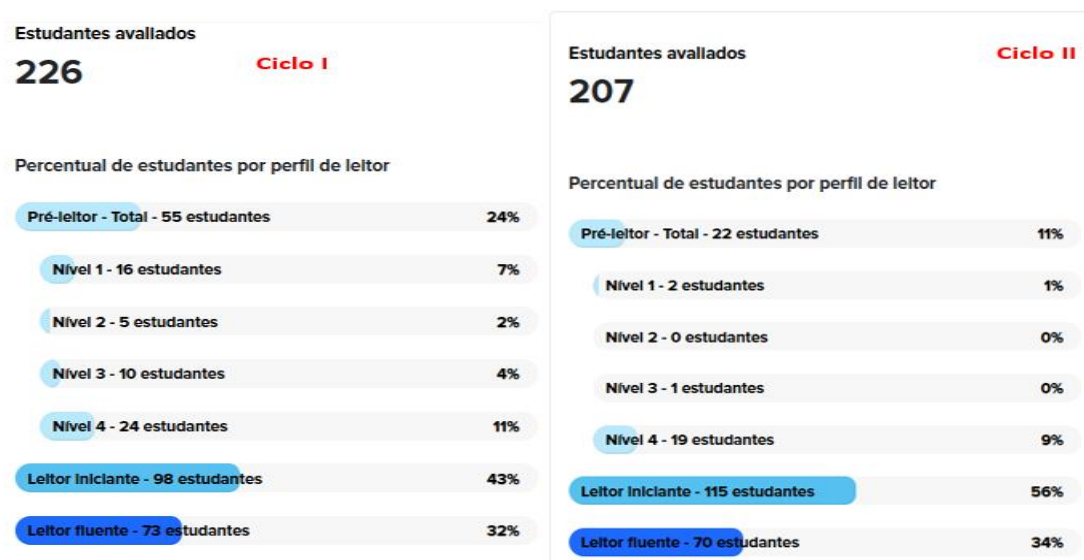 Estudantes avaliados
226
Ciclo I
Percentual de estudantes por perfil de leitor
Pré-leitor - Total - 55 estudantes 24%
Nível 1 - 16 estudantes 7%
Nível 2 - 5 estudantes 2%
Nível 3 - 10 estudantes 4%
Nível 4 - 24 estudantes 11%
Leitor iniciante - 98 estudantes 43%
Leitor fluente - 73 estudantes 32%
Estudantes avaliados
Ciclo II
207
Percentual de estudantes por perfil de leitor
Pré-leitor - Total - 22 estudantes 11%
Nível 1 - 2 estudantes 1%
Nível 2 - 0 estudantes 0%
Nível 3 - 1 estudantes 0%
Nível 4 - 19 estudantes 9%
Leitor iniciante - 115 estudantes 56%
Leitor fluente - 70 estudantes 34%